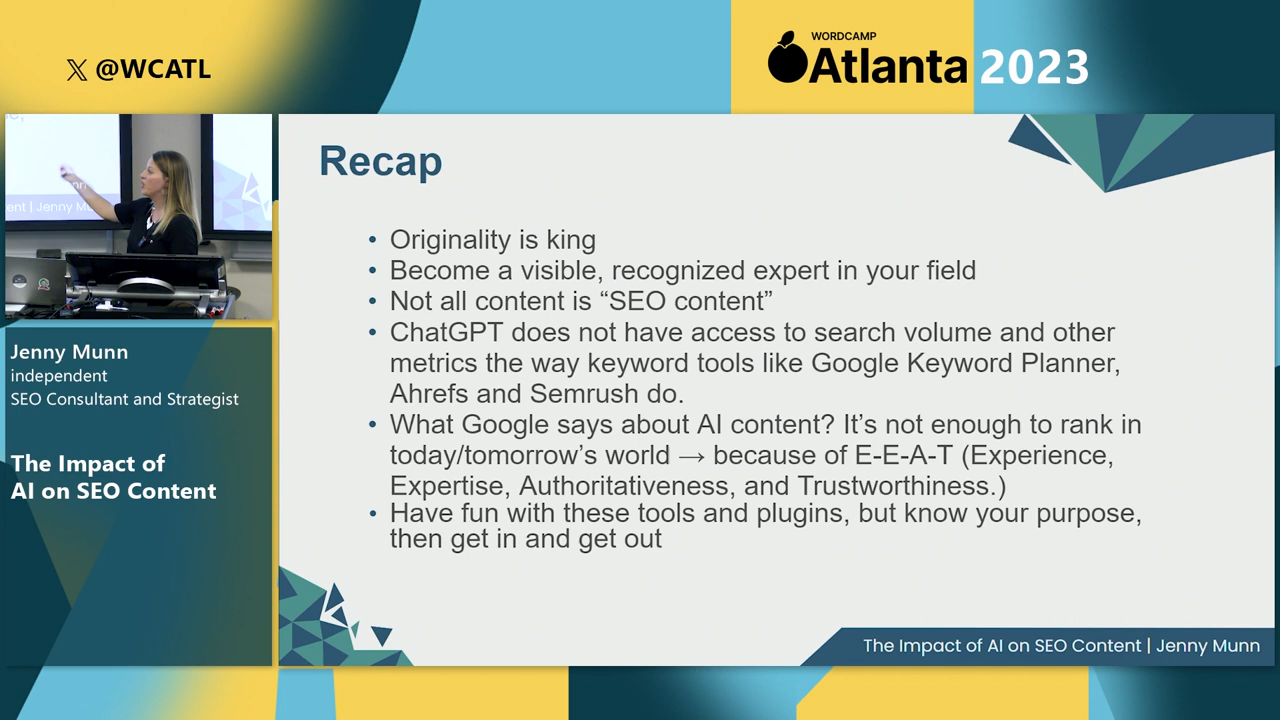 𝕏 @WCATL
WORDCAMP
Atlanta 2023
Jenny Munn
independent
SEO Consultant and Strategist
The Impact of
AI on SEO Content
Recap
• Originality is king
• Become a visible, recognized expert in your field
• Not all content is “SEO content”
• ChatGPT does not have access to search volume and other
metrics the way keyword tools like Google Keyword Planner,
Ahrefs and Semrush do.
• What Google says about AI content? It’s not enough to rank in
today/tomorrow’s world → because of E-E-A-T (Experience,
Expertise, Authoritativeness, and Trustworthiness.)
• Have fun with these tools and plugins, but know your purpose,
then get in and get out
The Impact of AI on SEO Content | Jenny Munn